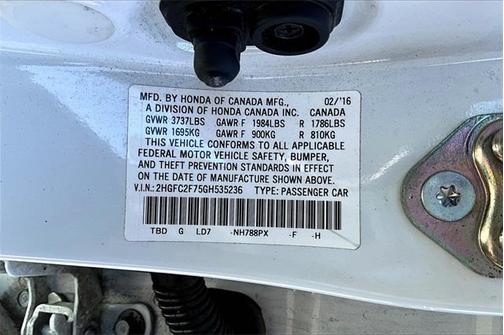 MFD. BY HONDA OF CANADA MFG., 02/'16
A DIVISION OF HONDA CANADA INC. CANADA
GVWR 3737LBS GAWR F 1984LBS R 1786LBS
GVWR 1695KG GAWR F 900KG R 810KG
THIS VEHICLE CONFORMS TO ALL APPLICABLE
FEDERAL MOTOR VEHICLE SAFETY, BUMPER,
AND THEFT PREVENTION STANDARDS IN EFFECT
ON THE DATE OF MANUFACTURE SHOWN ABOVE.
V.I.N.: 2HGFC2F75GH535236 TYPE: PASSENGER CAR
TBD G LD7 -NH788PX -F -H